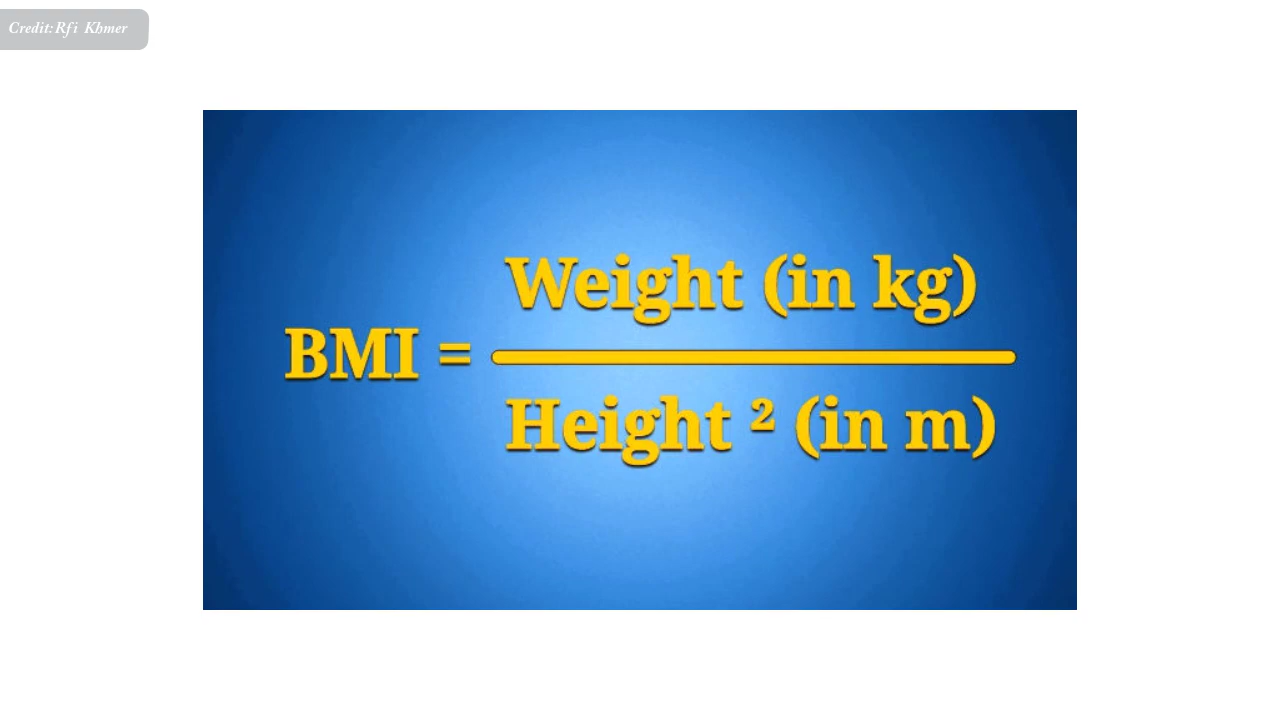 Credit:Rfi Khmer
Weight (in kg)
BMI =
Height ² (in m)